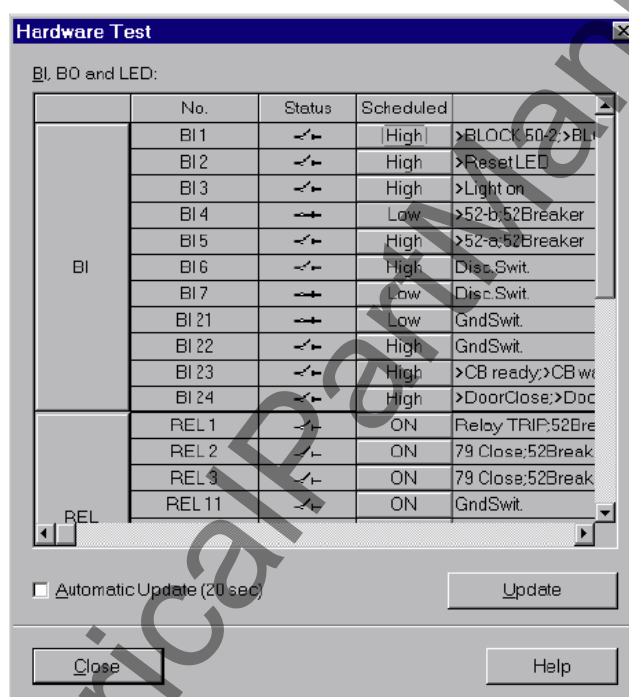 Hardware Test
BI, BO and LED:
No. Status Scheduled
BI BI 1 High >BLOCK 50-2;>BL
BI 2 High >ResetLED
BI 3 High >Light on
BI 4 Low >52-b;52Breaker
BI 5 High >52-a;52Breaker
BI 6 High Disc.Swit.
BI 7 Low Disc.Swit.
BI 21 Low GndSwit.
BI 22 High GndSwit.
BI 23 High >CB ready;>CB wa
BI 24 High >DoorClose;>Doo
REL REL 1 ON Relay TRIP;52Bre
REL 2 ON 79 Close;52Break
REL 3 ON 79 Close;52Break
REL 11 ON GndSwit.
Automatic Update (20 sec)
Update
Close
Help